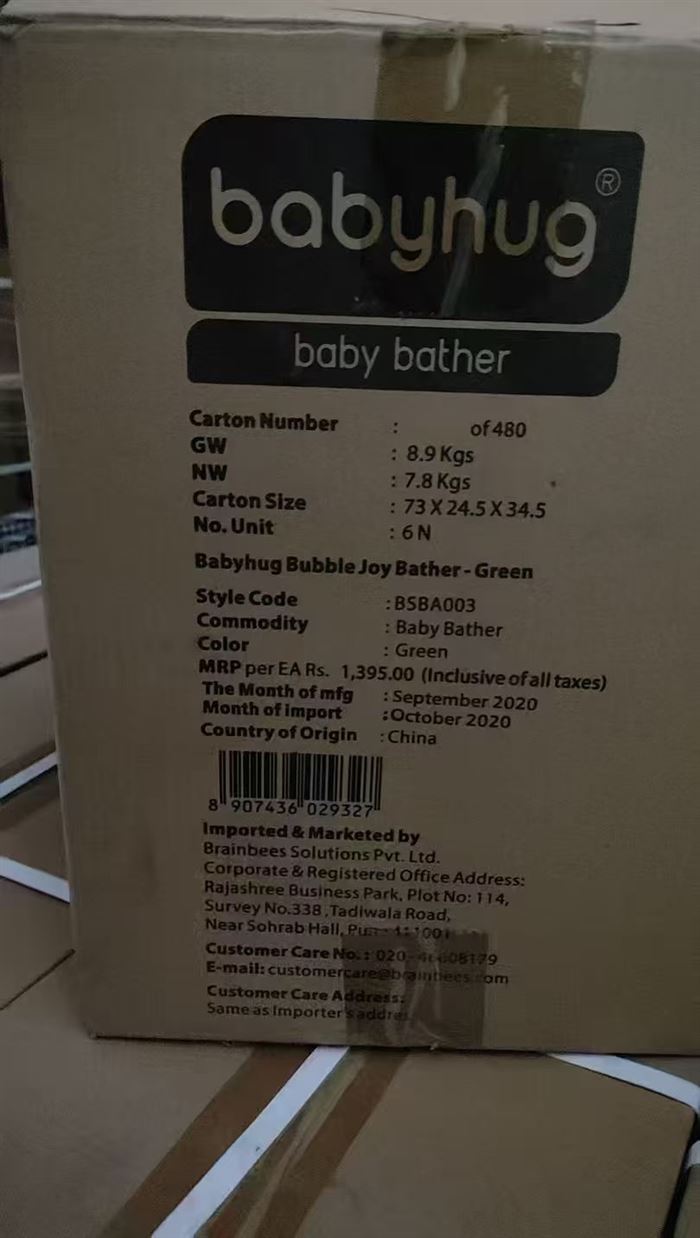 babyhug®
baby bather
Carton Number : of 480
GW : 8.9 Kgs
NW : 7.8 Kgs
Carton Size : 73 X 24.5 X 34.5
No. Unit : 6 N
Babyhug Bubble Joy Bather - Green
Style Code : BSBA003
Commodity : Baby Bather
Color : Green
MRP per EA Rs. 1,395.00 (Inclusive of all taxes)
The Month of mfg : September 2020
Month of import : October 2020
Country of Origin : China
8 907436 029327
Imported & Marketed by
Brainbees Solutions Pvt. Ltd.
Corporate & Registered Office Address:
Rajashree Business Park, Plot No: 114,
Survey No.338, Tadiwala Road,
Near Sohrab Hall,
Customer Care No.: 020-
E-mail: customercare@brainbees.com
Customer Care Address:
Same as Importer's